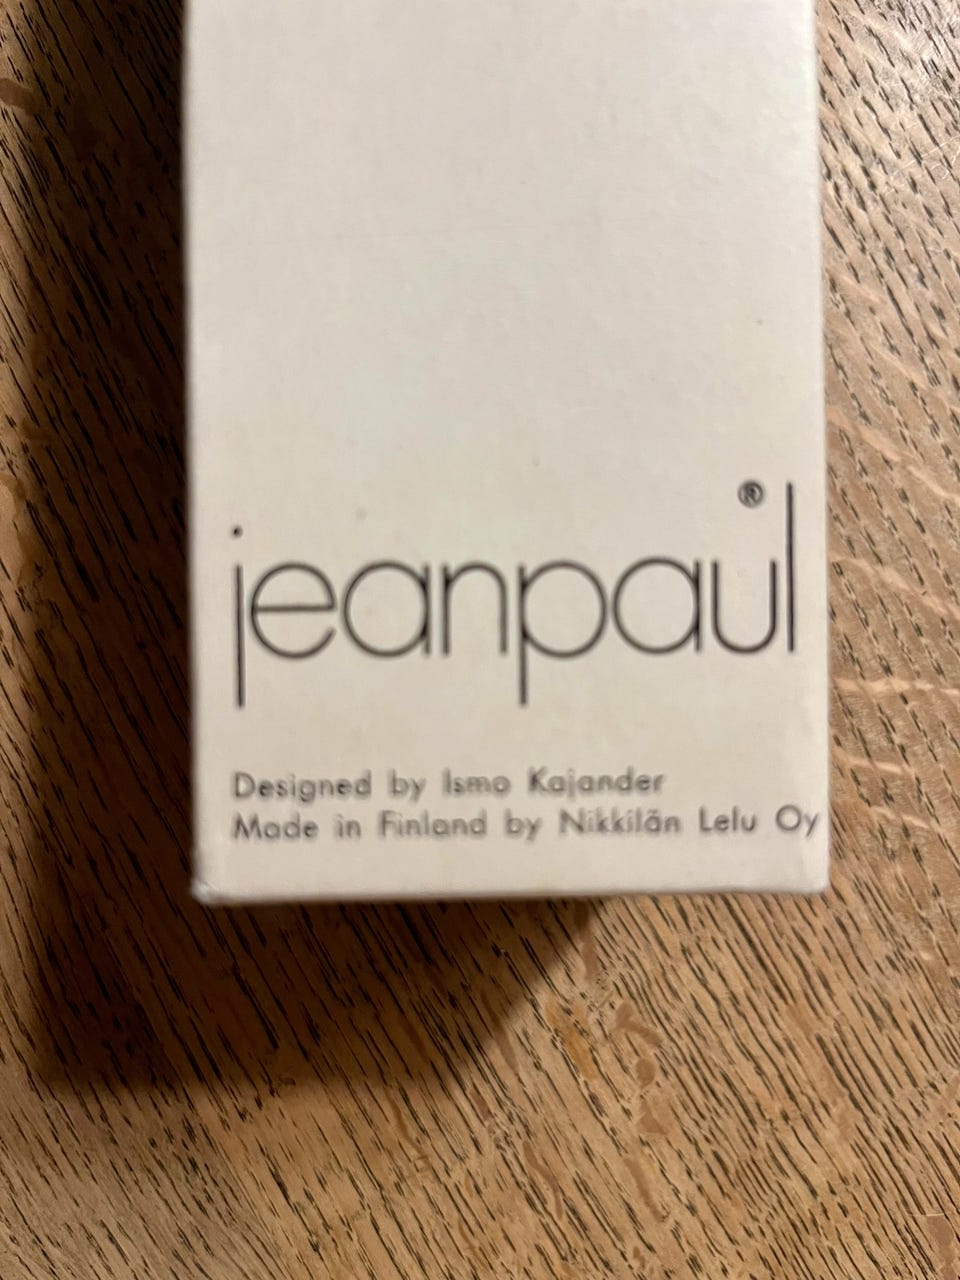 jeanpaul®
Designed by Ismo Kajander
Made in Finland by Nikkilän Lelu Oy